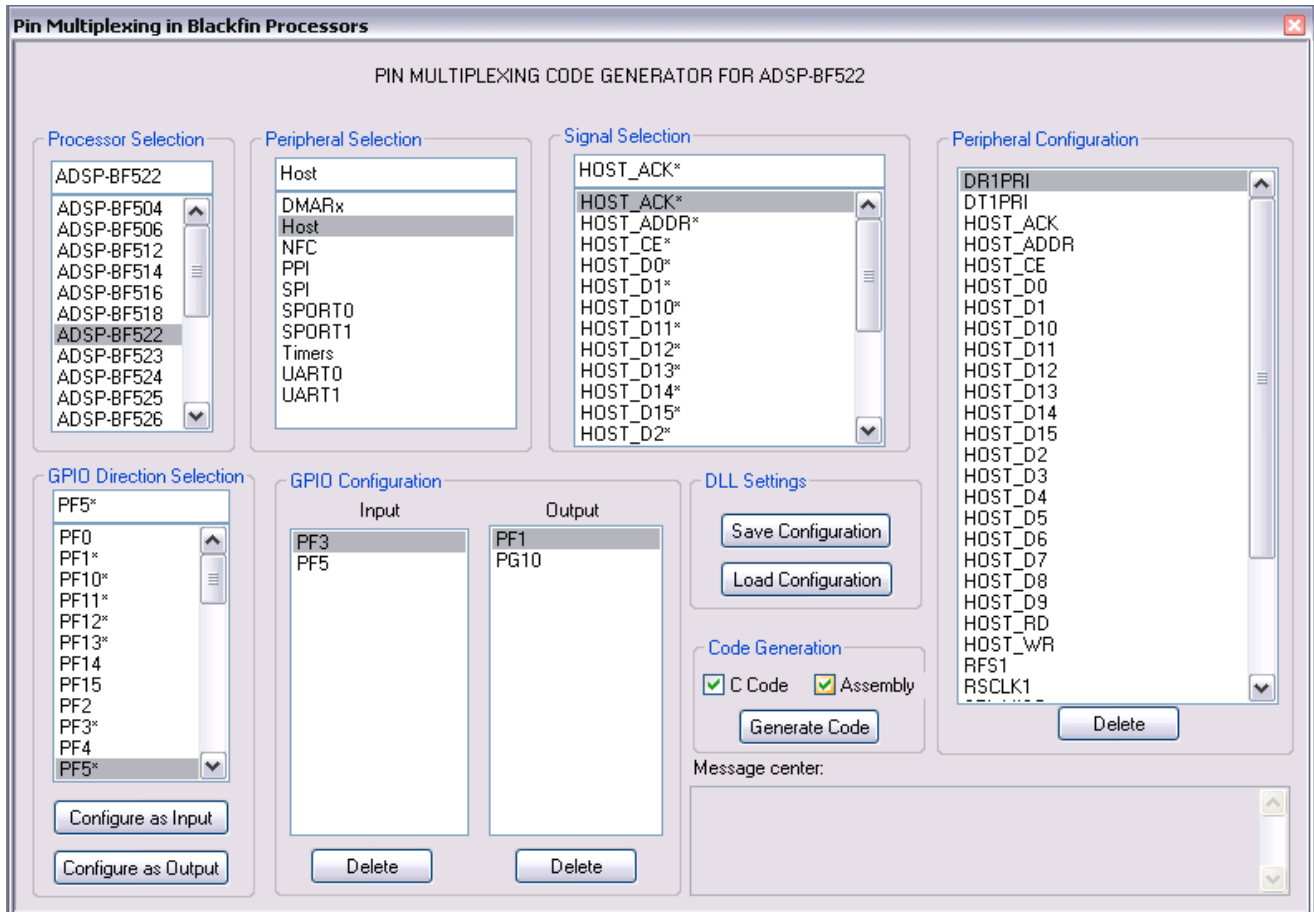 Pin Multiplexing in Blackfin Processors
PIN MULTIPLEXING CODE GENERATOR FOR ADSP-BF522
Processor Selection
ADSP-BF522
ADSP-BF504
ADSP-BF506
ADSP-BF512
ADSP-BF514
ADSP-BF516
ADSP-BF518
ADSP-BF522
ADSP-BF523
ADSP-BF524
ADSP-BF525
ADSP-BF526
Peripheral Selection
Host
DMARx
Host
NFC
PPI
SPI
SPORT0
SPORT1
Timers
UART0
UART1
Signal Selection
HOST_ACK*
HOST_ACK*
HOST_ADDR*
HOST_CE*
HOST_D0*
HOST_D1*
HOST_D10*
HOST_D11*
HOST_D12*
HOST_D13*
HOST_D14*
HOST_D15*
HOST_D2*
Peripheral Configuration
DR1PRI
DT1PRI
HOST_ACK
HOST_ADDR
HOST_CE
HOST_D0
HOST_D1
HOST_D10
HOST_D11
HOST_D12
HOST_D13
HOST_D14
HOST_D15
HOST_D2
HOST_D3
HOST_D4
HOST_D5
HOST_D6
HOST_D7
HOST_D8
HOST_D9
HOST_RD
HOST_WR
RFS1
RSCLK1
Delete
GPIO Direction Selection
PF5*
PF0
PF1*
PF10*
PF11*
PF12*
PF13*
PF14
PF15
PF2
PF3*
PF4
PF5*
Configure as Input
Configure as Output
GPIO Configuration
Input
PF3
PF5
Delete
Output
PF1
PG10
Delete
DLL Settings
Save Configuration
Load Configuration
Code Generation
C Code
Assembly
Generate Code
Message center: